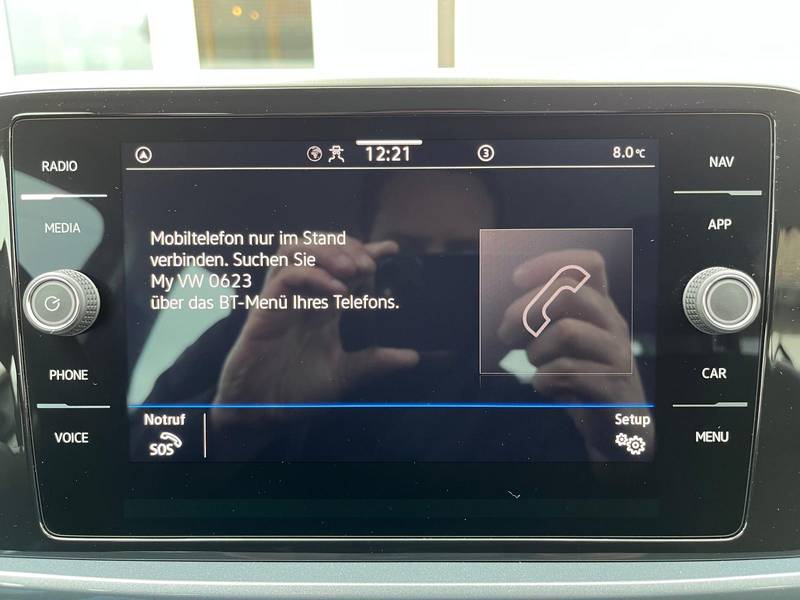 RADIO
MEDIA
PHONE
VOICE
12:21
3
8.0°C
Mobiltelefon nur im Stand
verbinden. Suchen Sie
My VW 0623
über das BT-Menü Ihres Telefons.
Notruf
SOS
Setup
NAV
APP
CAR
MENU